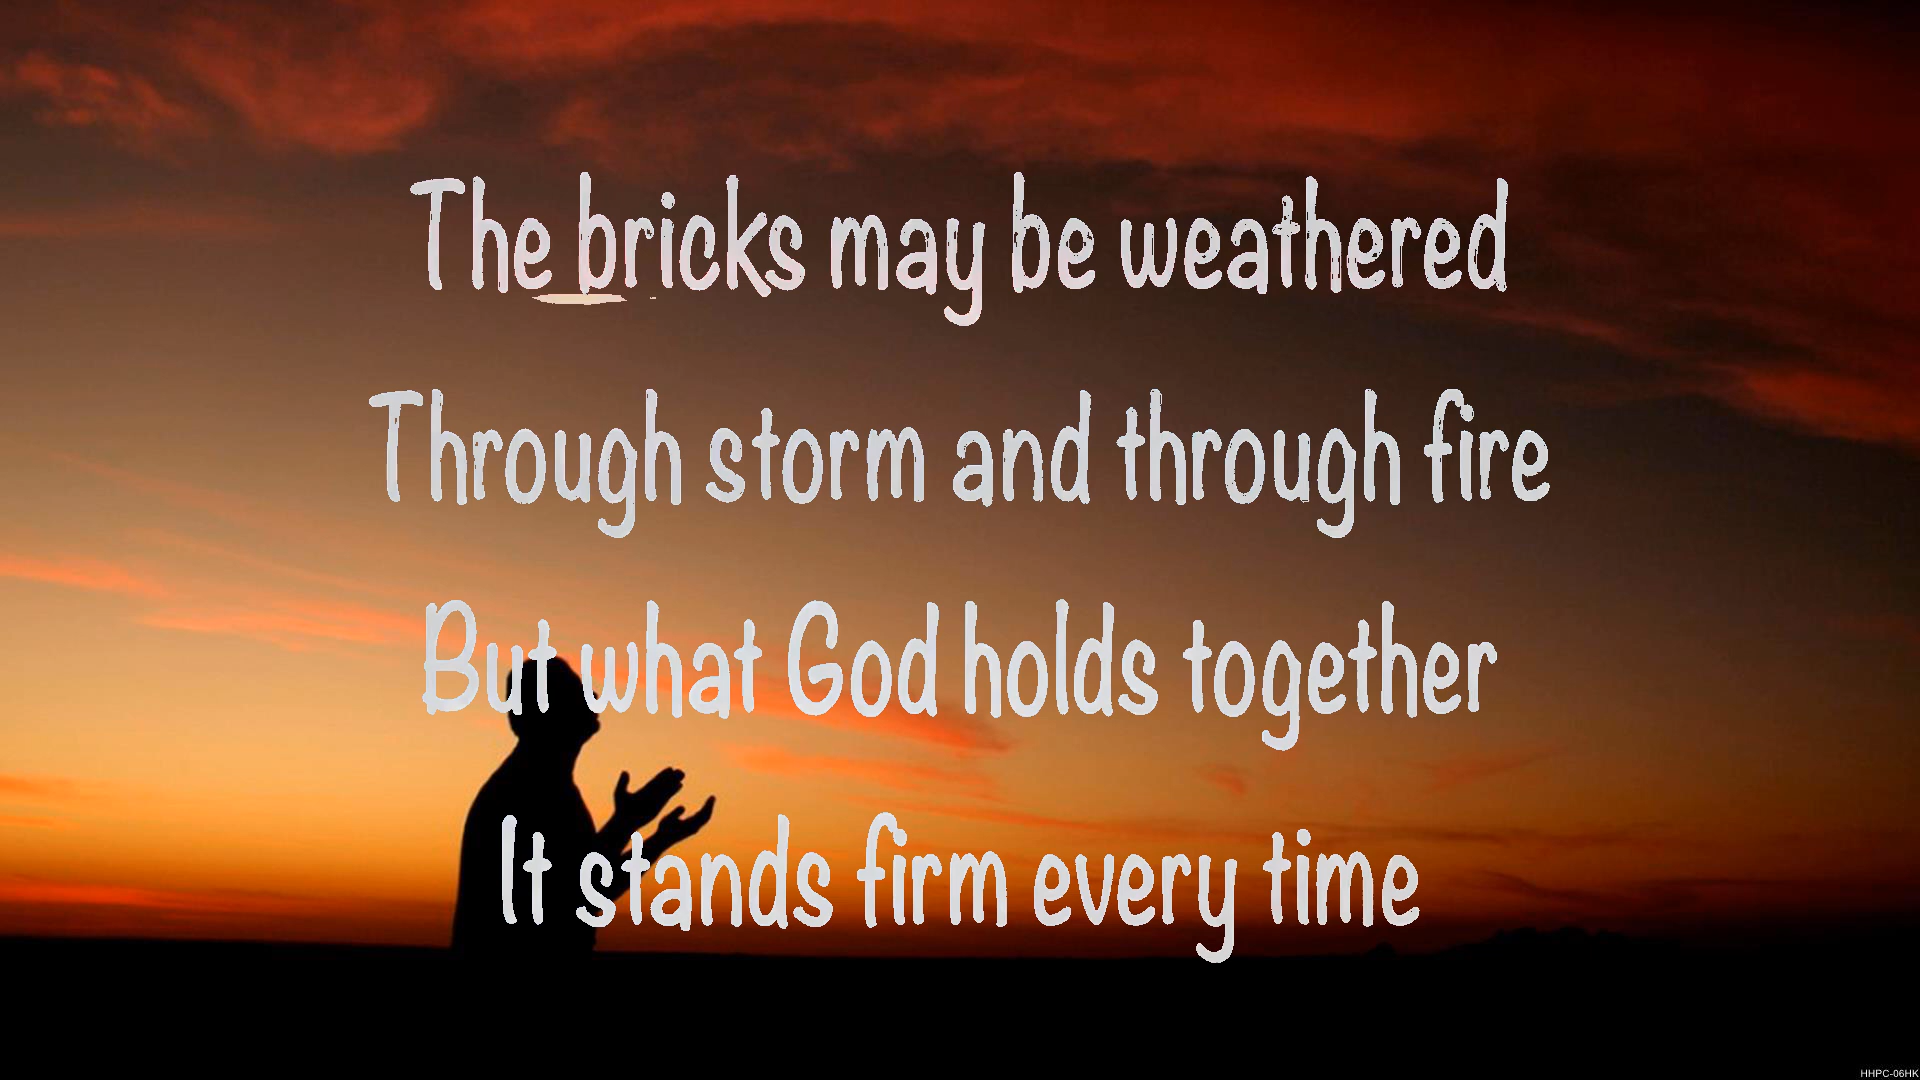 The bricks may be weathered
Through storm and through fire
But what God holds together
It stands firm every time
HHPC-06HK